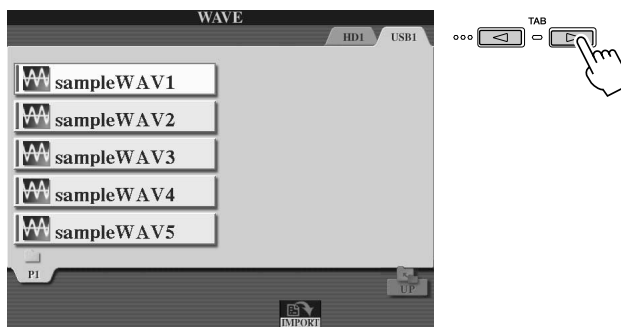 WAVE
HD1 USB1
TAB
sampleWAV1
sampleWAV2
sampleWAV3
sampleWAV4
sampleWAV5
P1
UP
IMPORT